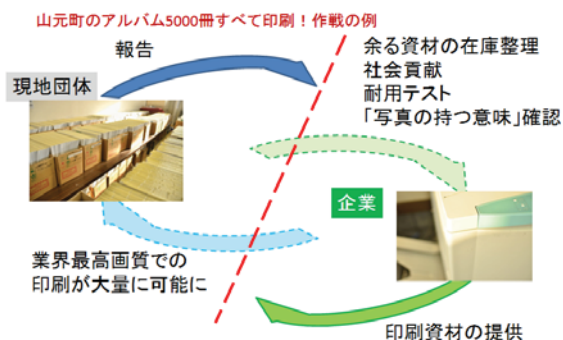 山元町のアルバム5000冊すべて印刷！作戦の例
報告
現地団体
余る資材の在庫整理
社会貢献
耐用テスト
「写真の持つ意味」確認
企業
業界最高画質での
印刷が大量に可能に
印刷資材の提供